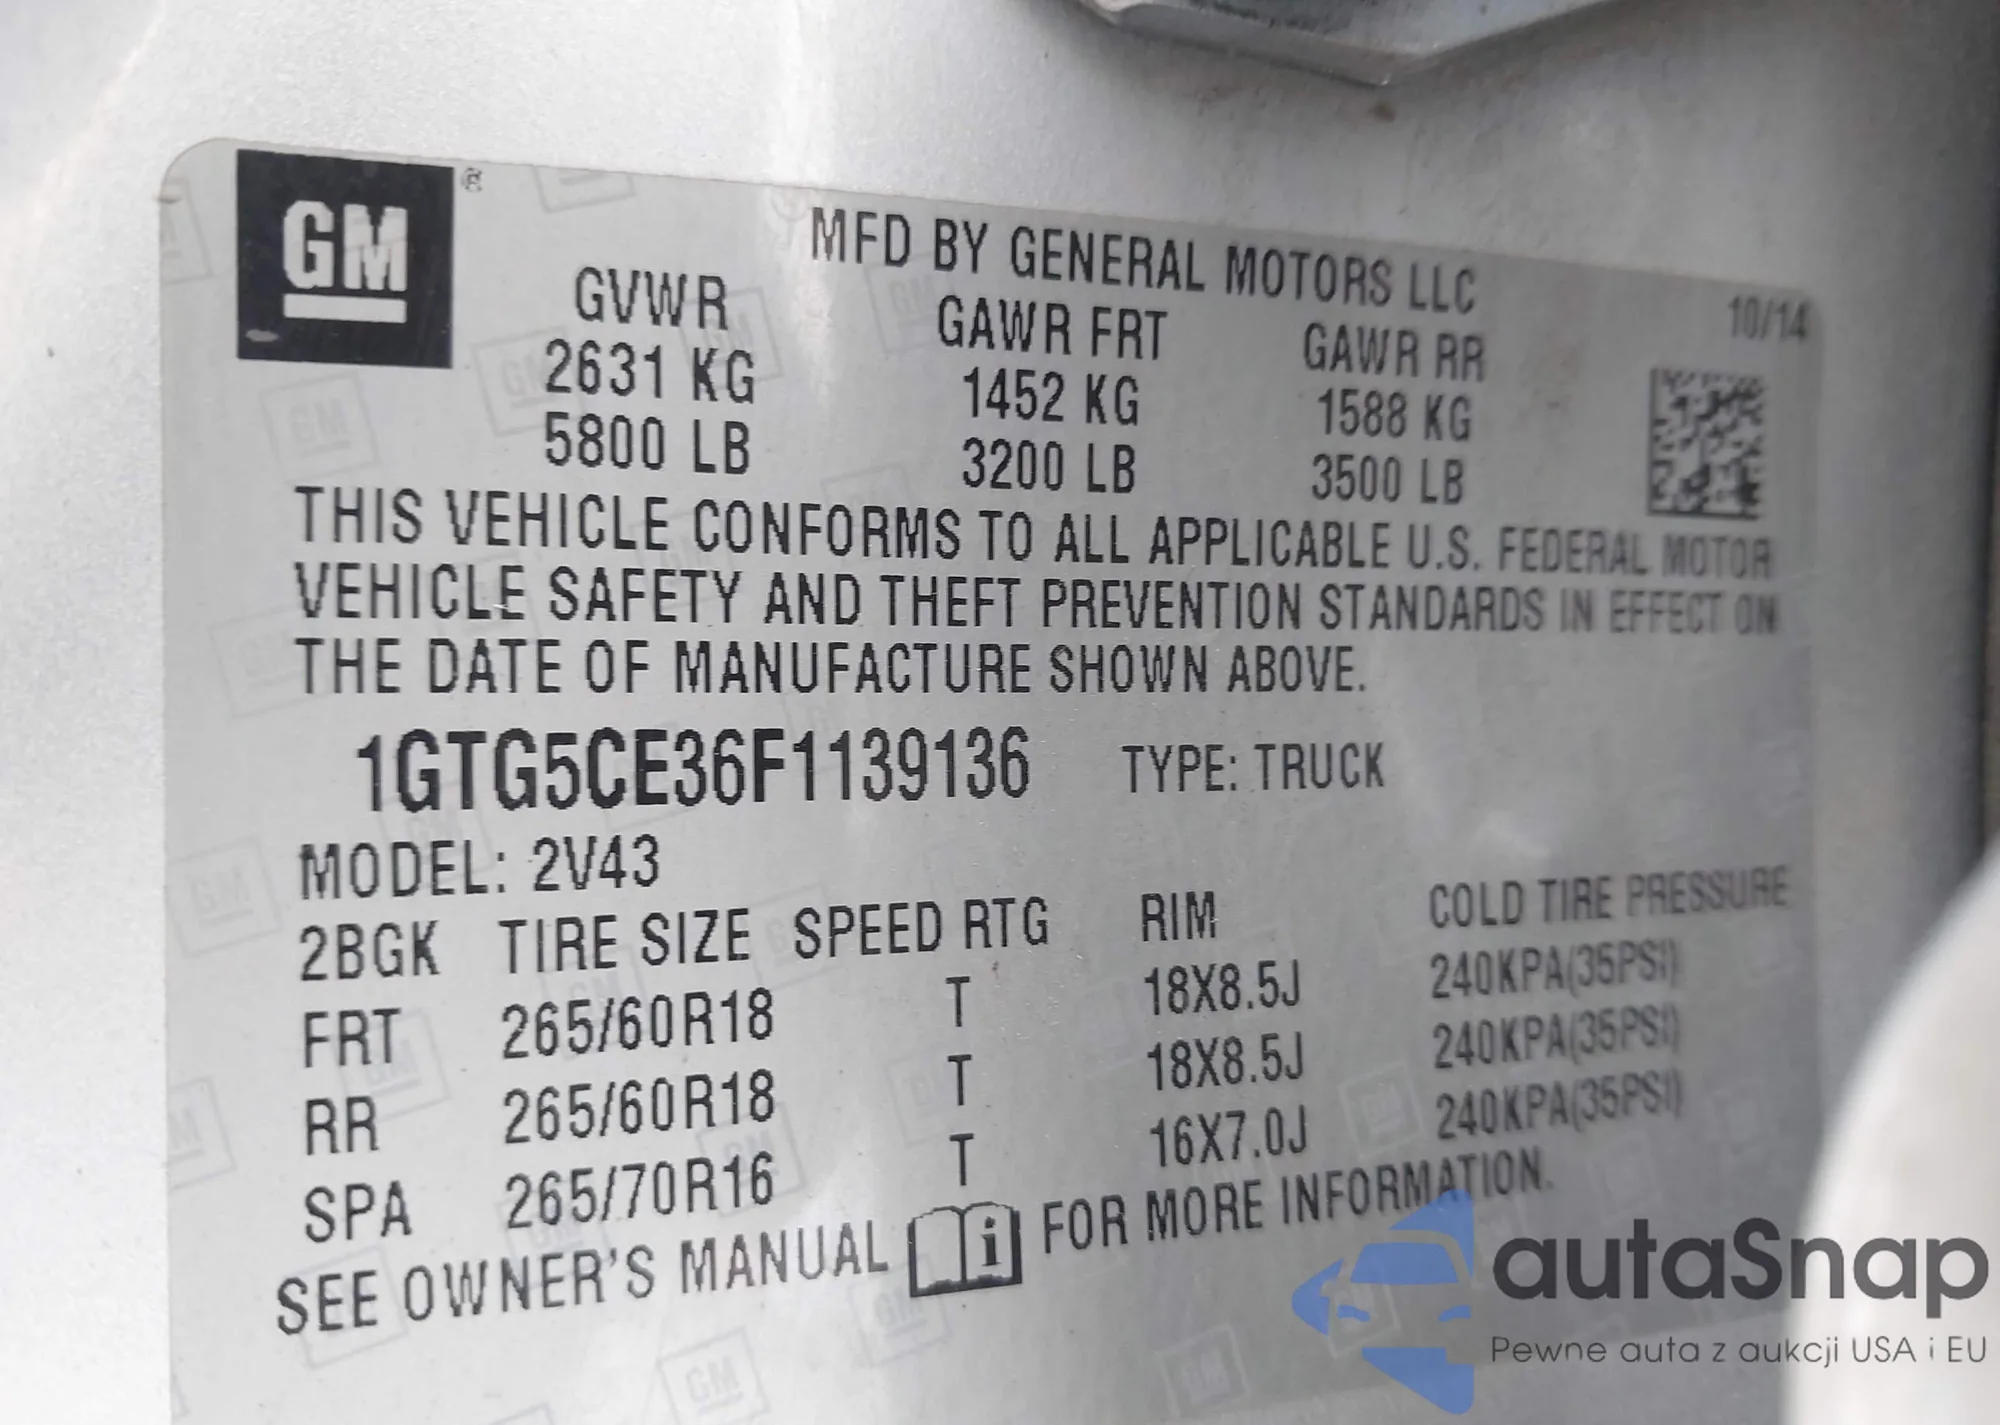 GM ®
MFD BY GENERAL MOTORS LLC
10/14
GVWR GAWR FRT GAWR RR
2631 KG 1452 KG 1588 KG
5800 LB 3200 LB 3500 LB
THIS VEHICLE CONFORMS TO ALL APPLICABLE U.S. FEDERAL MOTOR
VEHICLE SAFETY AND THEFT PREVENTION STANDARDS IN EFFECT ON
THE DATE OF MANUFACTURE SHOWN ABOVE.
1GTG5CE36F1139136 TYPE: TRUCK
MODEL: 2V43
2BGK TIRE SIZE SPEED RTG RIM COLD TIRE PRESSURE
FRT 265/60R18 T 18X8.5J 240KPA(35PSI)
RR 265/60R18 T 18X8.5J 240KPA(35PSI)
SPA 265/70R16 T 16X7.0J 240KPA(35PSI)
SEE OWNER'S MANUAL i FOR MORE INFORMATION.
autaSnap
Pewne auta z aukcji USA i EU